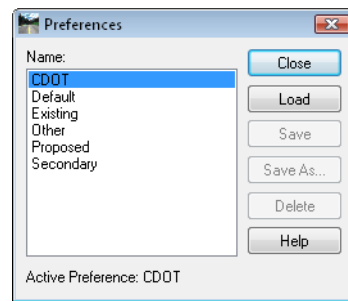 Preferences
Name:
CDOT
Default
Existing
Other
Proposed
Secondary
Close
Load
Save
Save As...
Delete
Help
Active Preference: CDOT